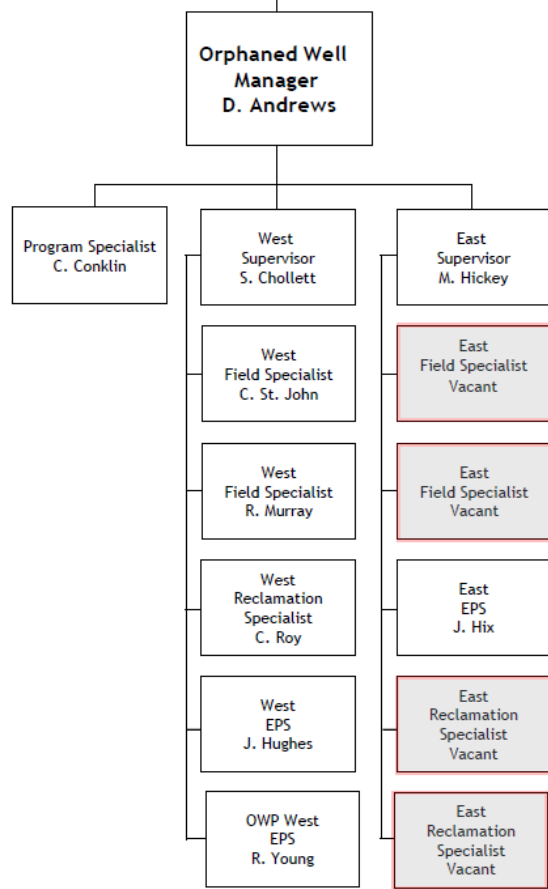 Orphaned Well
Manager
D. Andrews
Program Specialist
C. Conklin
West
Supervisor
S. Chollett
East
Supervisor
M. Hickey
West
Field Specialist
C. St. John
East
Field Specialist
Vacant
West
Field Specialist
R. Murray
East
Field Specialist
Vacant
West
Reclamation
Specialist
C. Roy
East
EPS
J. Hix
West
EPS
J. Hughes
East
Reclamation
Specialist
Vacant
OWP West
EPS
R. Young
East
Reclamation
Specialist
Vacant